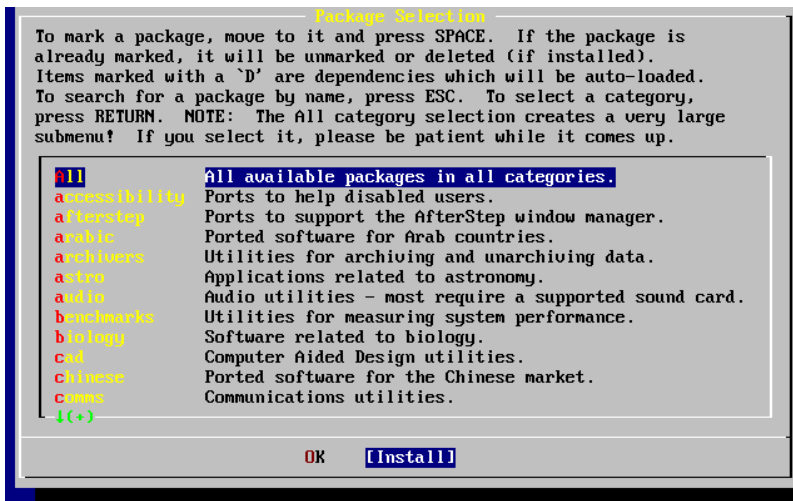 Package Selection
To mark a package, move to it and press SPACE.  If the package is
already marked, it will be unmarked or deleted (if installed).
Items marked with a `D' are dependencies which will be auto-loaded.
To search for a package by name, press ESC.  To select a category,
press RETURN.  NOTE:  The All category selection creates a very large
submenu!  If you select it, please be patient while it comes up.
All All available packages in all categories.
accessibility Ports to help disabled users.
afterstep Ports to support the AfterStep window manager.
arabic Ported software for Arab countries.
archivers Utilities for archiving and unarchiving data.
astro Applications related to astronomy.
audio Audio utilities - most require a supported sound card.
benchmarks Utilities for measuring system performance.
biology Software related to biology.
cad Computer Aided Design utilities.
chinese Ported software for the Chinese market.
comms Communications utilities.
↓(+)
OK [Install]